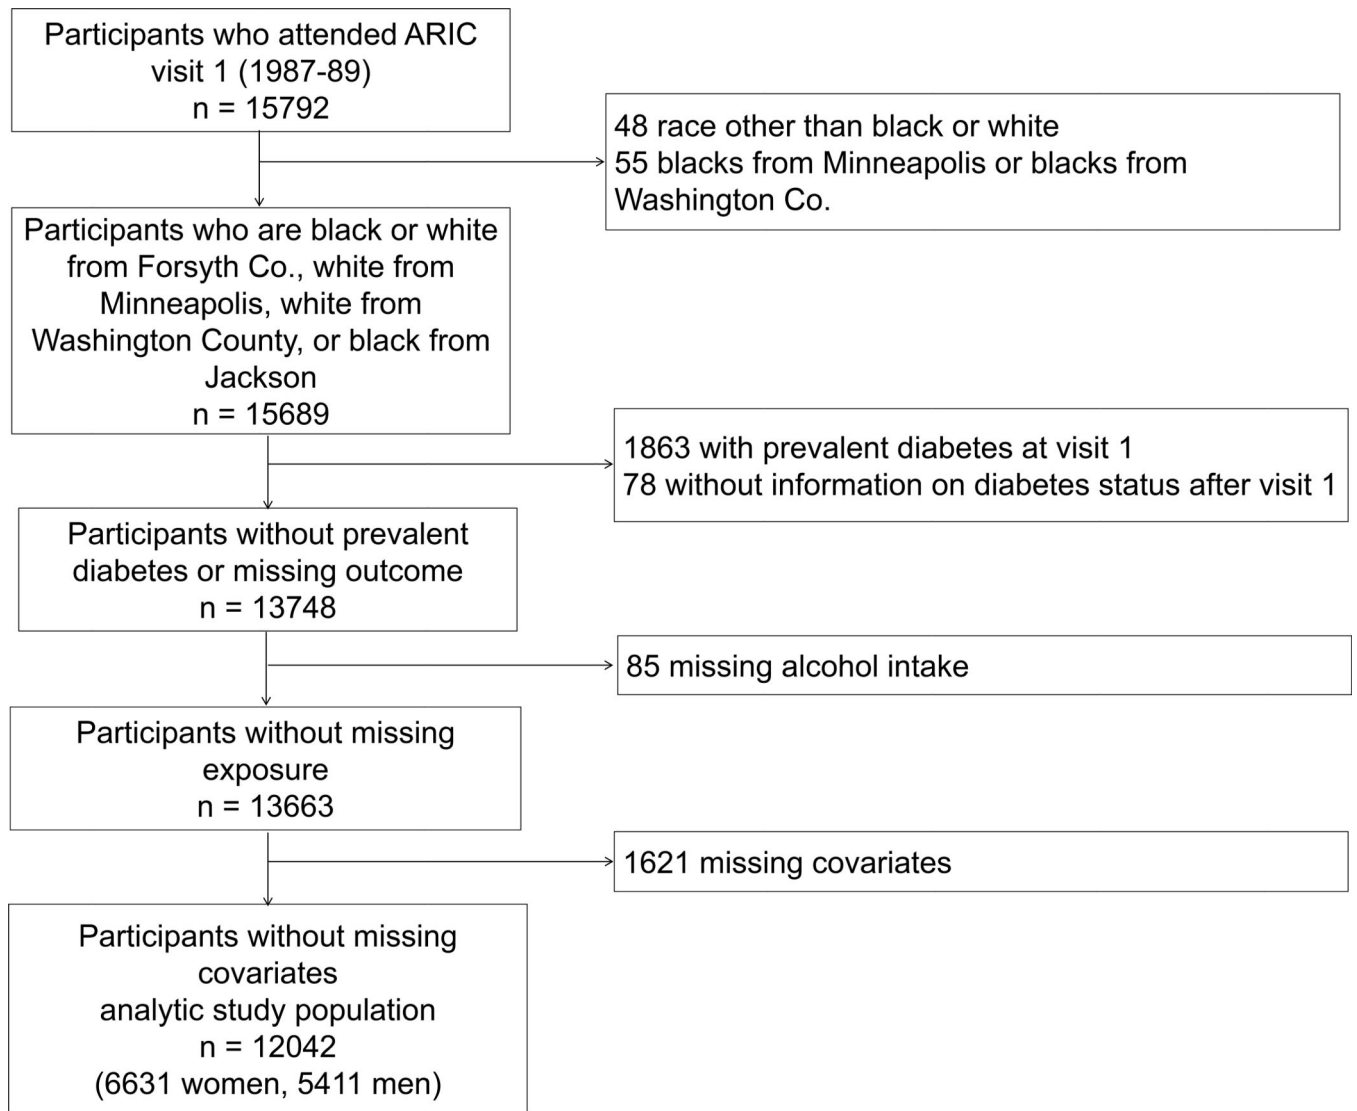 Participants who attended ARIC
visit 1 (1987-89)
n = 15792
48 race other than black or white
55 blacks from Minneapolis or blacks from
Washington Co.
Participants who are black or white
from Forsyth Co., white from
Minneapolis, white from
Washington County, or black from
Jackson
n = 15689
1863 with prevalent diabetes at visit 1
78 without information on diabetes status after visit 1
Participants without prevalent
diabetes or missing outcome
n = 13748
85 missing alcohol intake
Participants without missing
exposure
n = 13663
1621 missing covariates
Participants without missing
covariates
analytic study population
n = 12042
(6631 women, 5411 men)